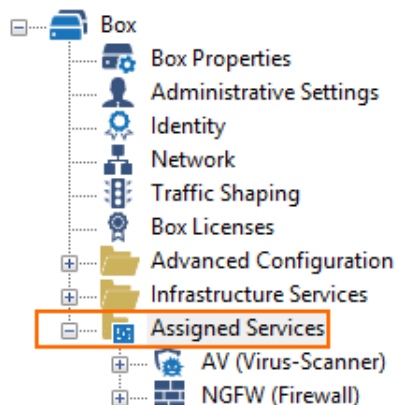 Box
Box Properties
Administrative Settings
Identity
Network
Traffic Shaping
Box Licenses
Advanced Configuration
Infrastructure Services
Assigned Services
AV (Virus-Scanner)
NGFW (Firewall)